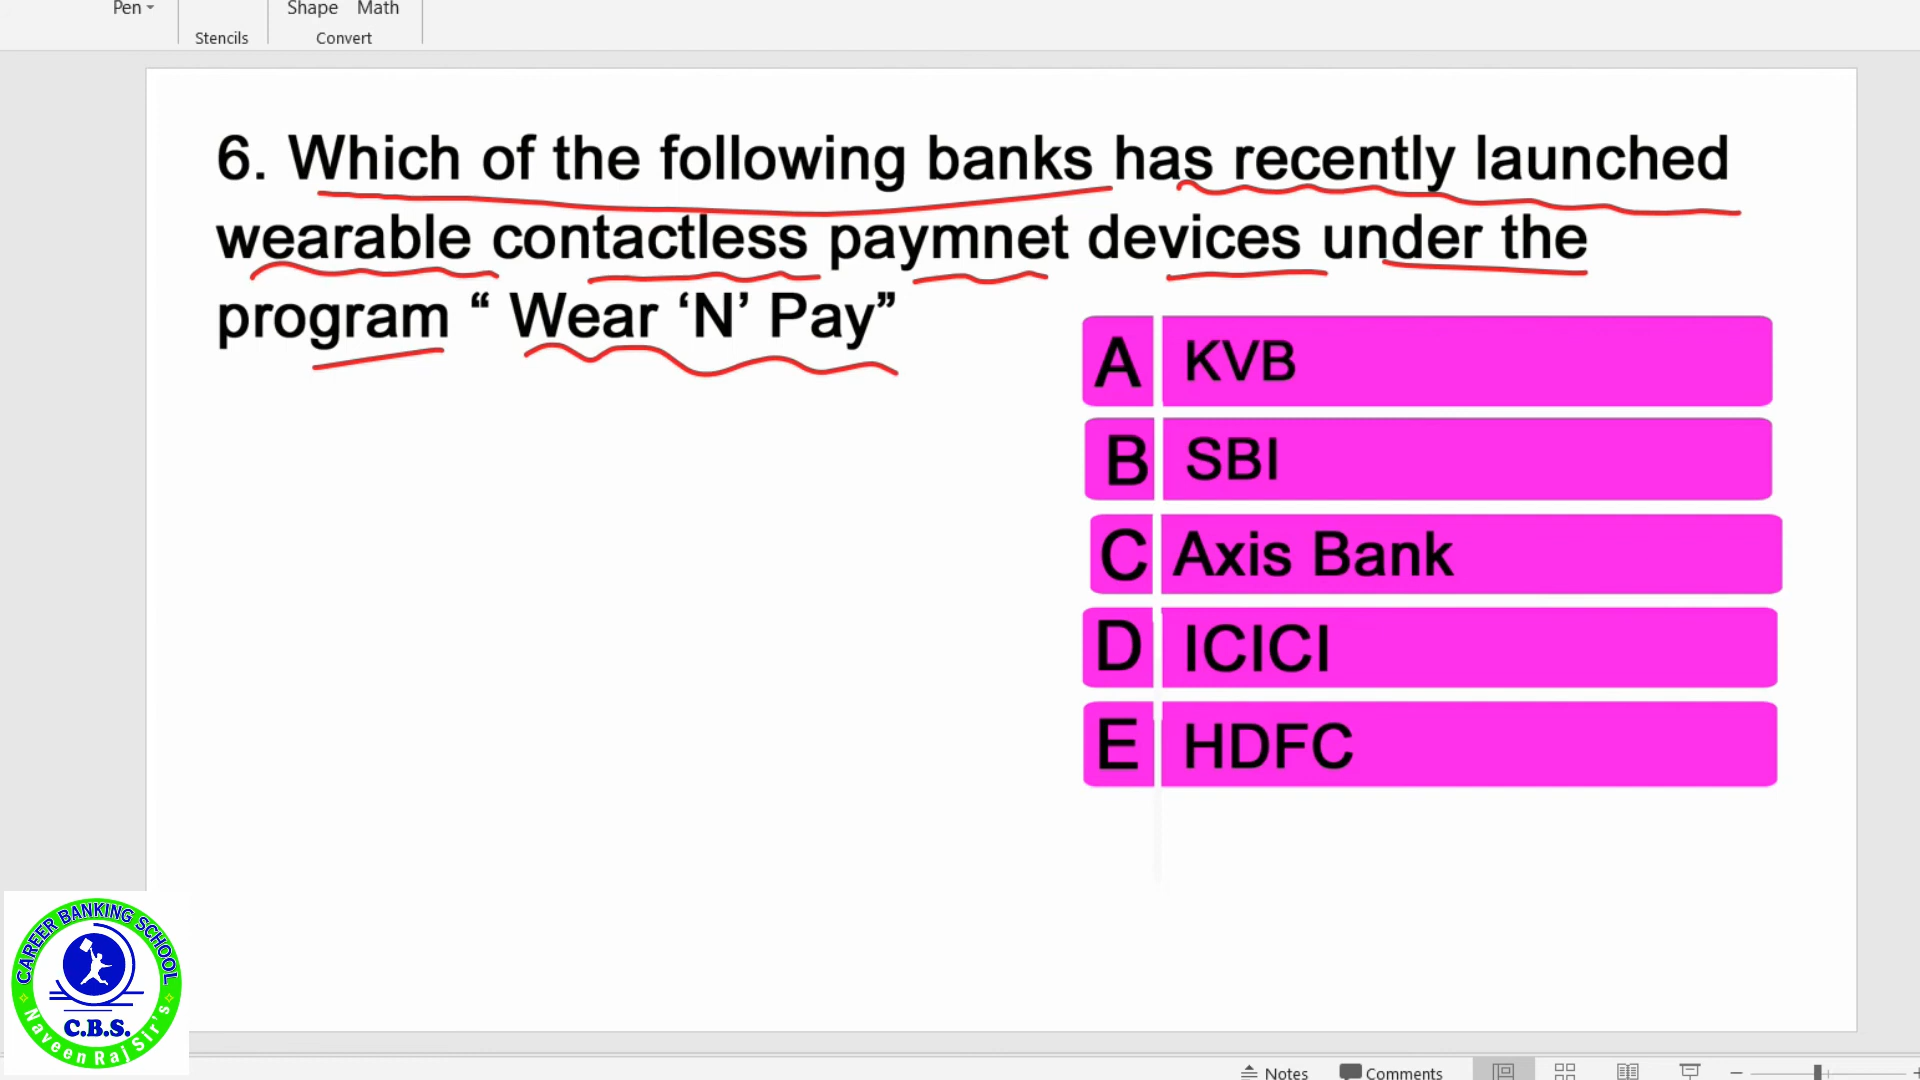 Pen
Shape Math
Stencils
Convert
6. Which of the following banks has recently launched
wearable contactless paymnet devices under the
program “ Wear ‘N’ Pay”
A KVB
B SBI
C Axis Bank
D ICICI
E HDFC
CAREER BANKING SCHOOL
C.B.S.
Naveen Raj Sir's
Notes Comments